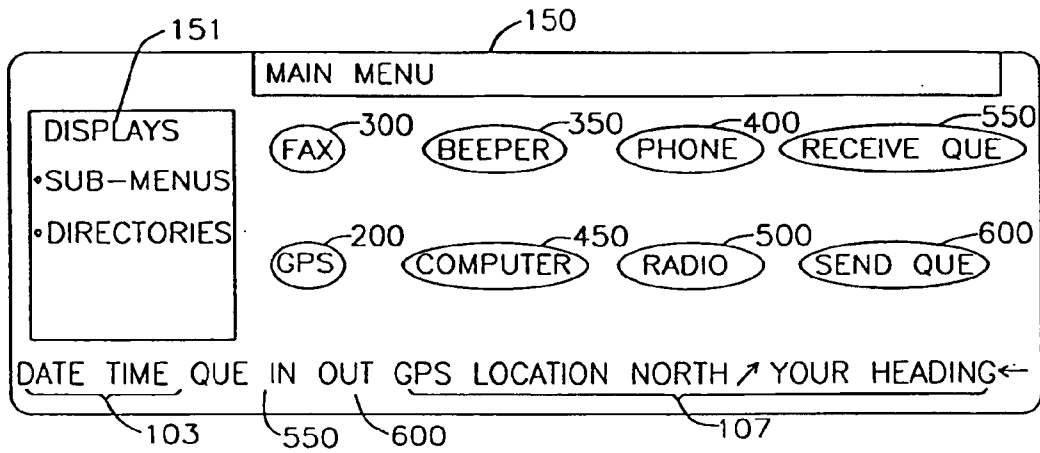 151
150
MAIN MENU
DISPLAYS
•SUB-MENUS
•DIRECTORIES
300 350 400 550
FAX BEEPER PHONE RECEIVE QUE
200 450 500 600
GPS COMPUTER RADIO SEND QUE
DATE TIME QUE IN OUT GPS LOCATION NORTH↗ YOUR HEADING←
103 550 600 107